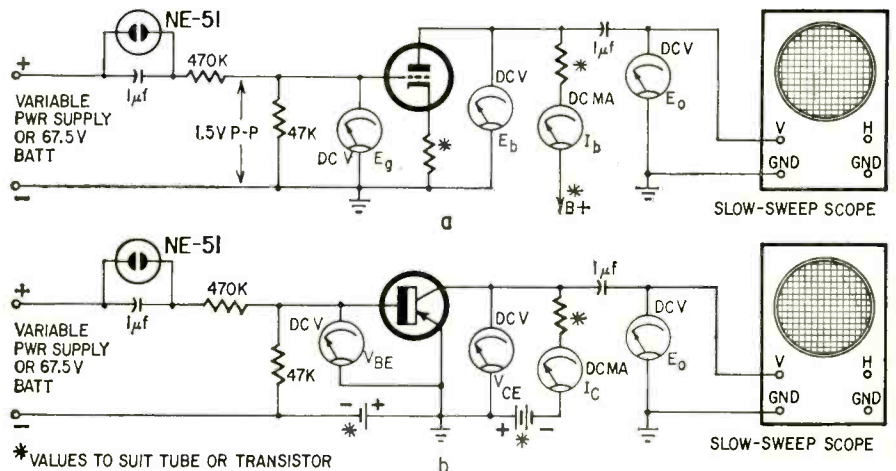 NE-51
+
1µf
470K
VARIABLE
PWR SUPPLY
OR 67.5V
BATT
−
1.5V P-P
47K
DC V
Eg
*
DC V
Eb
*
DC MA
Ib
*
B+
1µf
DC V
Eo
V
H
GND
GND
SLOW-SWEEP SCOPE
a
NE-51
+
1µf
470K
VARIABLE
PWR SUPPLY
OR 67.5V
BATT
−
47K
DC V
VBE
− +
*
DC V
VCE
+ −
*
*
DC MA
IC
1µf
DC V
Eo
V
H
GND
GND
SLOW-SWEEP SCOPE
*VALUES TO SUIT TUBE OR TRANSISTOR
b